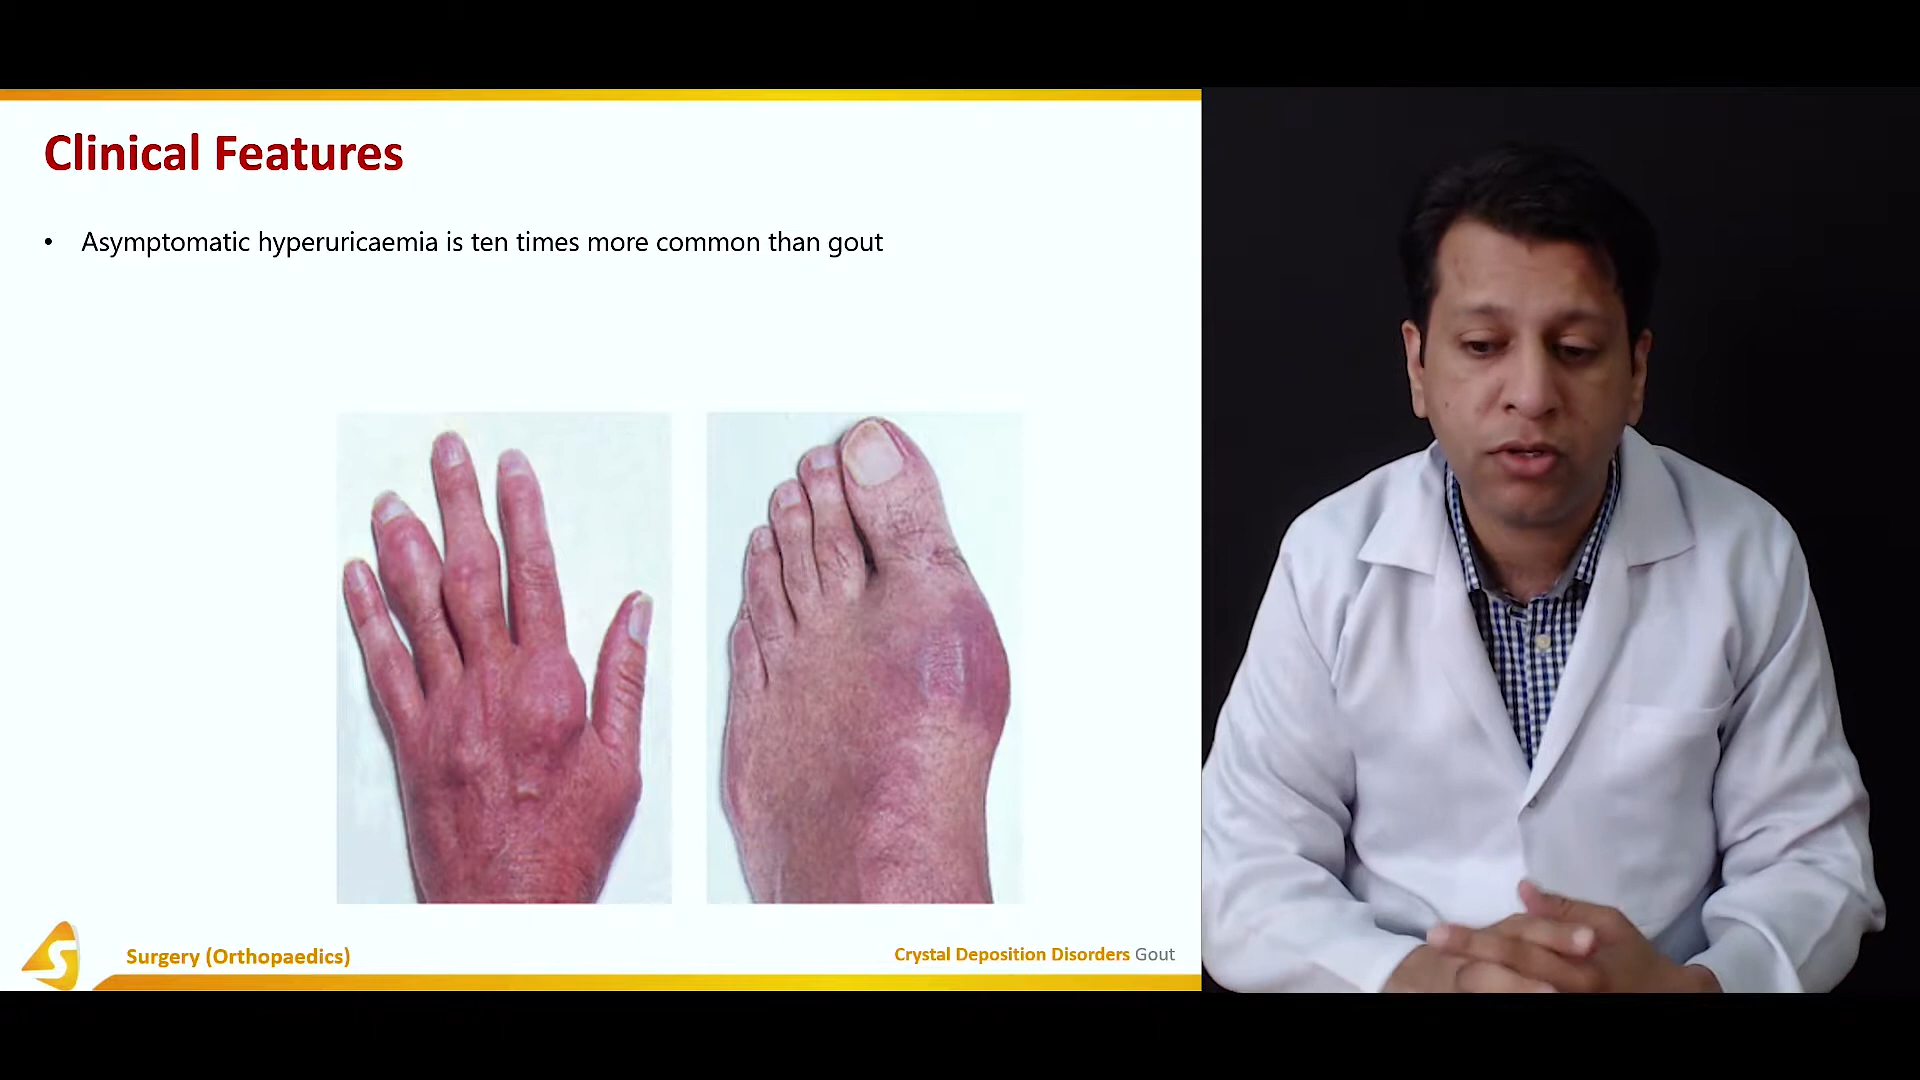 Clinical Features
• Asymptomatic hyperuricaemia is ten times more common than gout
Surgery (Orthopaedics)
Crystal Deposition Disorders Gout